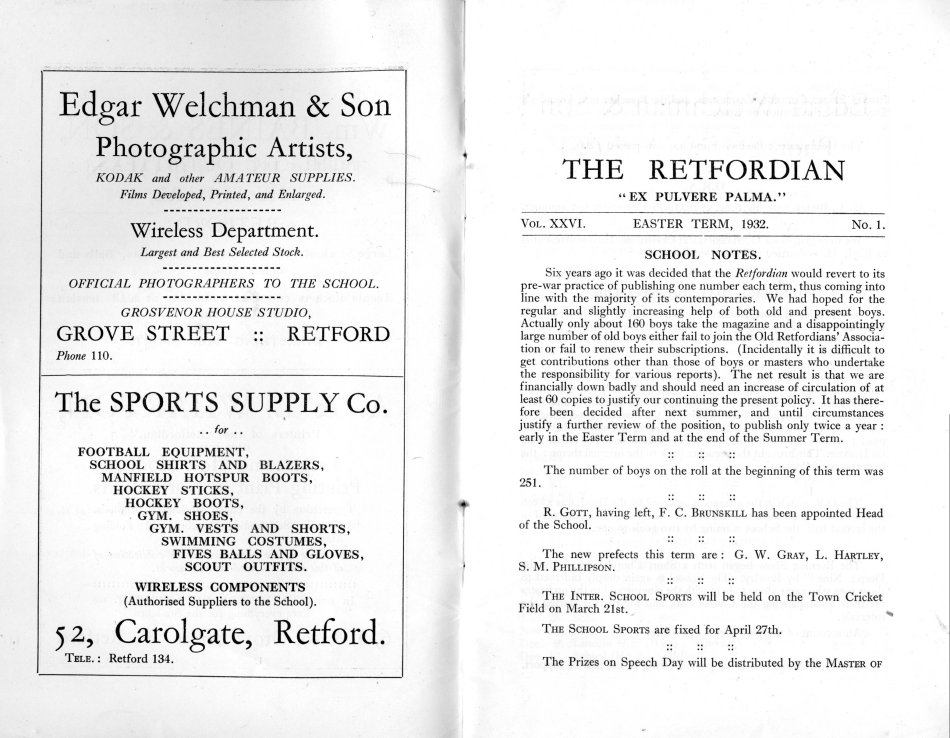 Edgar Welchman & Son
Photographic Artists,
KODAK and other AMATEUR SUPPLIES.
Films Developed, Printed, and Enlarged.
Wireless Department.
Largest and Best Selected Stock.
OFFICIAL PHOTOGRAPHERS TO THE SCHOOL.
GROSVENOR HOUSE STUDIO,
GROVE STREET :: RETFORD
Phone 110.
The SPORTS SUPPLY Co.
.. for ..
FOOTBALL EQUIPMENT,
SCHOOL SHIRTS AND BLAZERS,
MANFIELD HOTSPUR BOOTS,
HOCKEY STICKS,
HOCKEY BOOTS,
GYM. SHOES,
GYM. VESTS AND SHORTS,
SWIMMING COSTUMES,
FIVES BALLS AND GLOVES,
SCOUT OUTFITS.
WIRELESS COMPONENTS
(Authorised Suppliers to the School).
52, Carolgate, Retford.
TELE. : Retford 134.
THE RETFORDIAN
"EX PULVERE PALMA."
VOL. XXVI. EASTER TERM, 1932. No. 1.
SCHOOL NOTES.
Six years ago it was decided that the Retfordian would revert to its
pre-war practice of publishing one number each term, thus coming into
line with the majority of its contemporaries. We had hoped for the
regular and slightly increasing help of both old and present boys.
Actually only about 160 boys take the magazine and a disappointingly
large number of old boys either fail to join the Old Retfordians' Associa-
tion or fail to renew their subscriptions. (Incidentally it is difficult to
get contributions other than those of boys or masters who undertake
the responsibility for various reports). The net result is that we are
financially down badly and should need an increase of circulation of at
least 60 copies to justify our continuing the present policy. It has there-
fore been decided after next summer, and until circumstances
justify a further review of the position, to publish only twice a year :
early in the Easter Term and at the end of the Summer Term.
:: :: ::
The number of boys on the roll at the beginning of this term was
251.
:: :: ::
R. GOTT, having left, F. C. BRUNSKILL has been appointed Head
of the School.
:: :: ::
The new prefects this term are : G. W. GRAY, L. HARTLEY,
S. M. PHILLIPSON.
:: :: ::
THE INTER. SCHOOL SPORTS will be held on the Town Cricket
Field on March 21st.
THE SCHOOL SPORTS are fixed for April 27th.
:: :: ::
The Prizes on Speech Day will be distributed by the MASTER OF